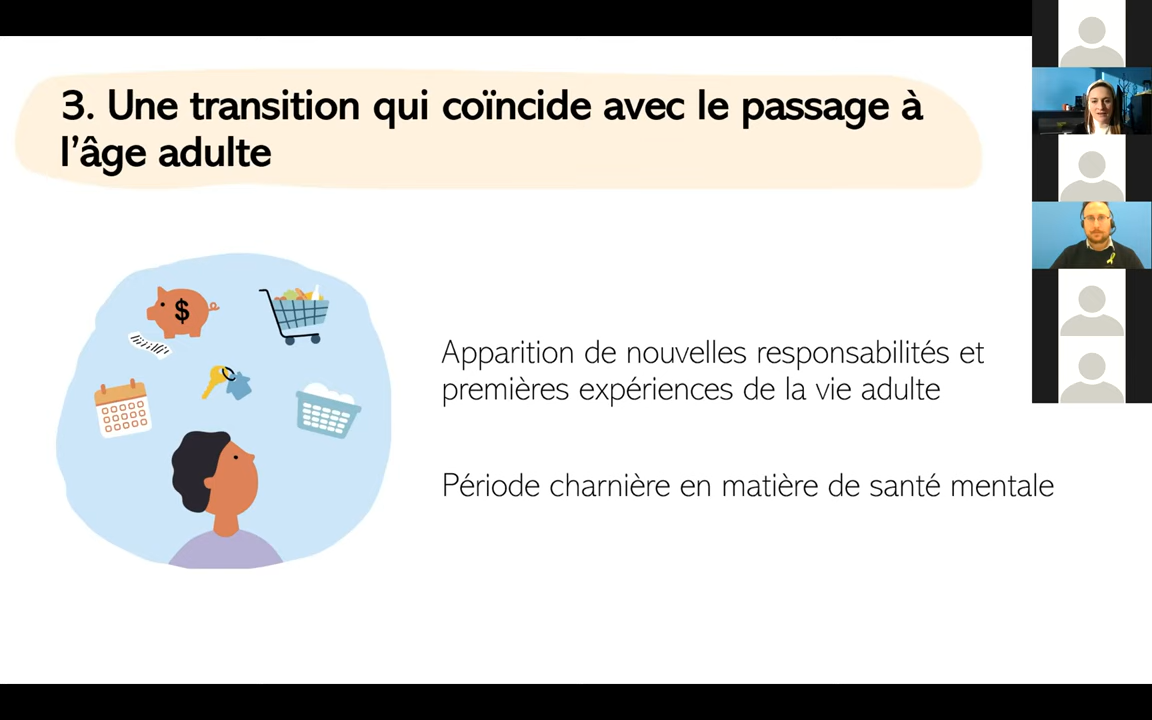 3. Une transition qui coïncide avec le passage à
l’âge adulte
$
Apparition de nouvelles responsabilités et
premières expériences de la vie adulte
Période charnière en matière de santé mentale